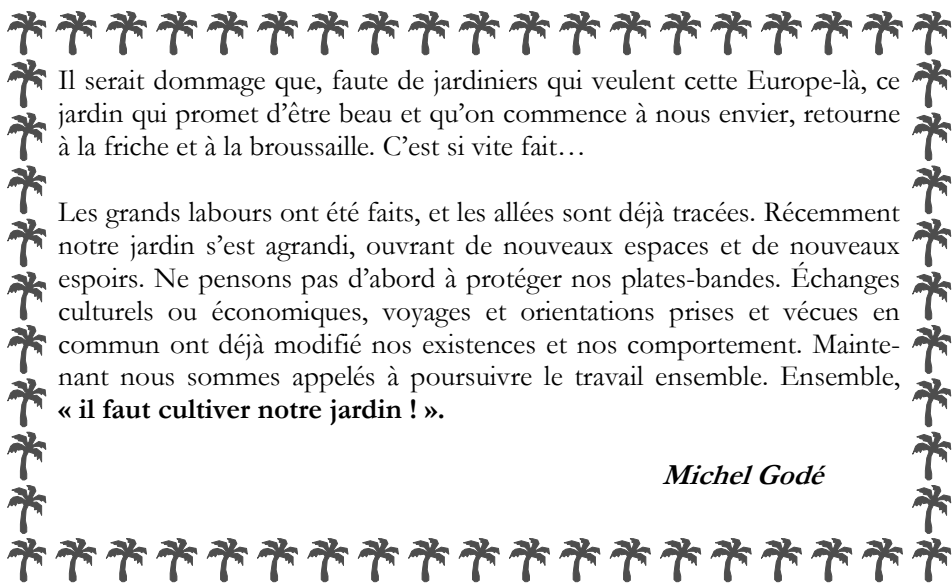 Il serait dommage que, faute de jardiniers qui veulent cette Europe-là, ce
jardin qui promet d’être beau et qu’on commence à nous envier, retourne
à la friche et à la broussaille. C’est si vite fait…
Les grands labours ont été faits, et les allées sont déjà tracées. Récemment
notre jardin s’est agrandi, ouvrant de nouveaux espaces et de nouveaux
espoirs. Ne pensons pas d’abord à protéger nos plates-bandes. Échanges
culturels ou économiques, voyages et orientations prises et vécues en
commun ont déjà modifié nos existences et nos comportement. Mainte-
nant nous sommes appelés à poursuivre le travail ensemble. Ensemble,
« il faut cultiver notre jardin ! ».
Michel Godé